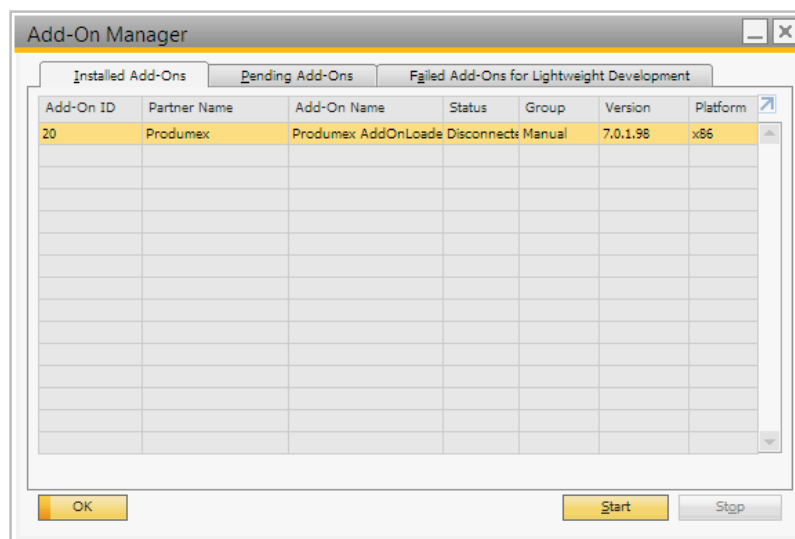 Add-On Manager
Installed Add-Ons Pending Add-Ons Failed Add-Ons for Lightweight Development
Add-On ID Partner Name Add-On Name Status Group Version Platform
20 Produmex Produmex AddOnLoade Disconnecte Manual 7.0.1.98 x86
OK Start Stop